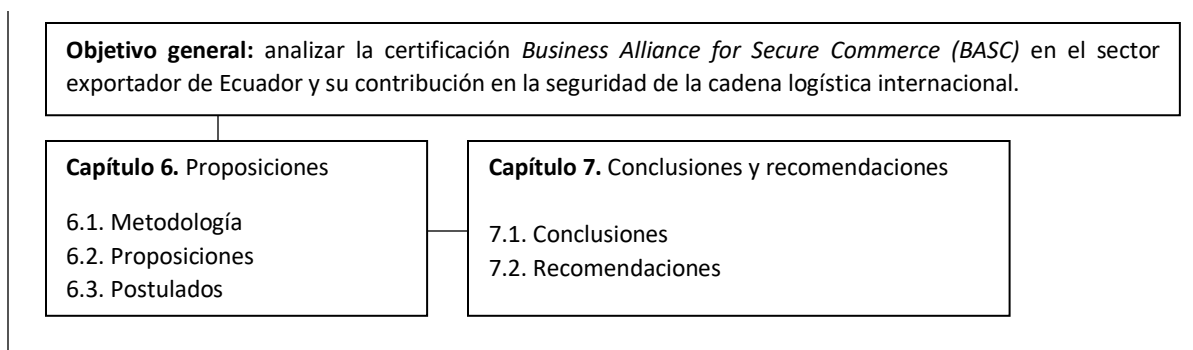 Objetivo general: analizar la certificación Business Alliance for Secure Commerce (BASC) en el sector
exportador de Ecuador y su contribución en la seguridad de la cadena logística internacional.
Capítulo 6. Proposiciones
6.1. Metodología
6.2. Proposiciones
6.3. Postulados
Capítulo 7. Conclusiones y recomendaciones
7.1. Conclusiones
7.2. Recomendaciones